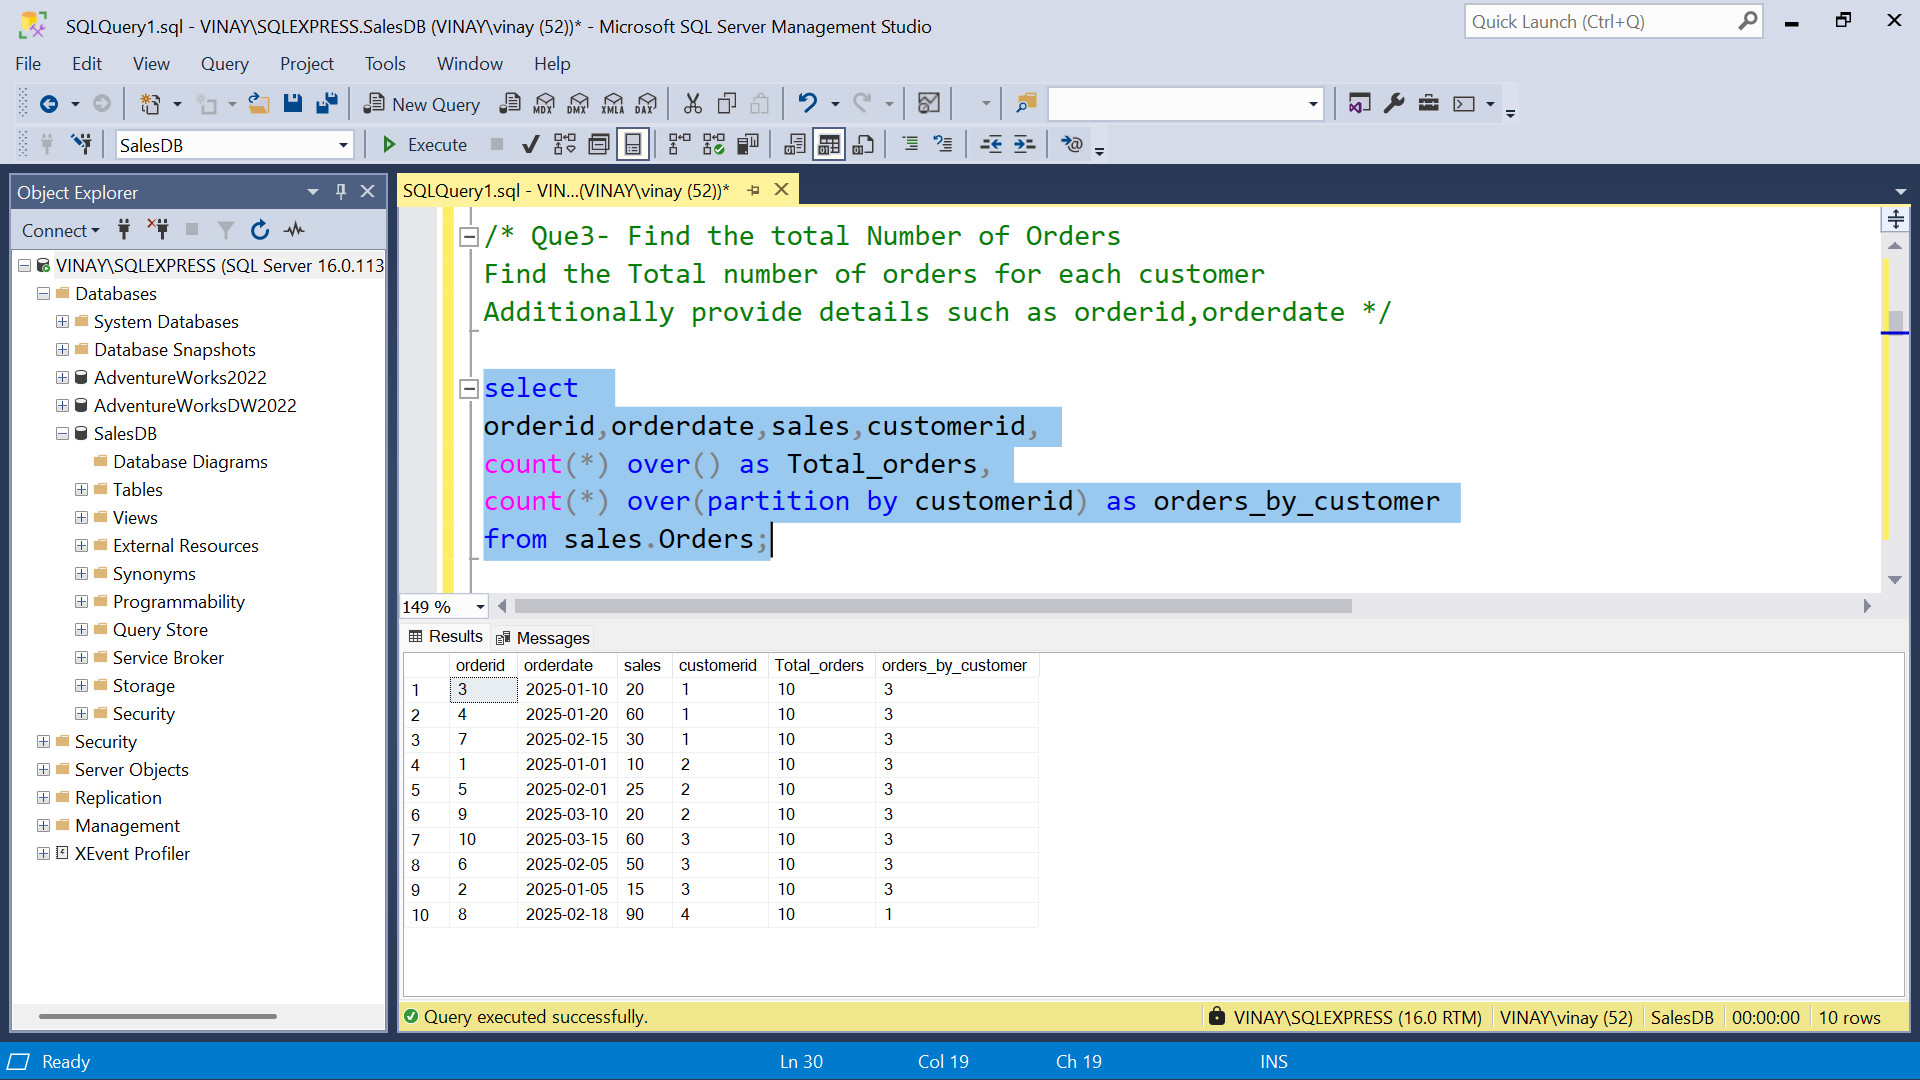 SQLQuery1.sql - VINAY\SQLEXPRESS.SalesDB (VINAY\vinay (52))* - Microsoft SQL Server Management Studio
Quick Launch (Ctrl+Q)
File Edit View Query Project Tools Window Help
New Query MDX DMX XMLA DAX
SalesDB Execute
Object Explorer
Connect
VINAY\SQLEXPRESS (SQL Server 16.0.113
Databases
System Databases
Database Snapshots
AdventureWorks2022
AdventureWorksDW2022
SalesDB
Database Diagrams
Tables
Views
External Resources
Synonyms
Programmability
Query Store
Service Broker
Storage
Security
Security
Server Objects
Replication
Management
XEvent Profiler
SQLQuery1.sql - VIN...(VINAY\vinay (52))*
/* Que3- Find the total Number of Orders
Find the Total number of orders for each customer
Additionally provide details such as orderid,orderdate */
select
orderid,orderdate,sales,customerid,
count(*) over() as Total_orders,
count(*) over(partition by customerid) as orders_by_customer
from sales.Orders;
149 %
Results Messages
orderid orderdate sales customerid Total_orders orders_by_customer
1 3 2025-01-10 20 1 10 3
2 4 2025-01-20 60 1 10 3
3 7 2025-02-15 30 1 10 3
4 1 2025-01-01 10 2 10 3
5 5 2025-02-01 25 2 10 3
6 9 2025-03-10 20 2 10 3
7 10 2025-03-15 60 3 10 3
8 6 2025-02-05 50 3 10 3
9 2 2025-01-05 15 3 10 3
10 8 2025-02-18 90 4 10 1
Query executed successfully. VINAY\SQLEXPRESS (16.0 RTM) VINAY\vinay (52) SalesDB 00:00:00 10 rows
Ready Ln 30 Col 19 Ch 19 INS